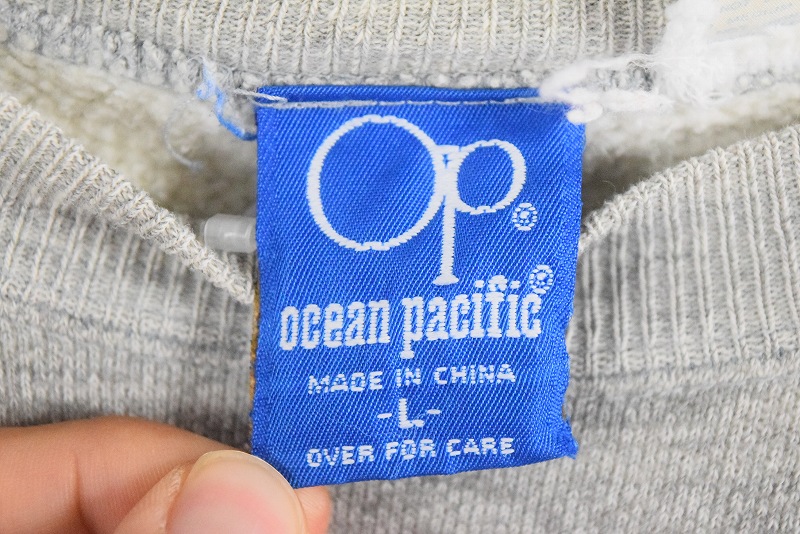 Op®
ocean pacific®
MADE IN CHINA
-L-
OVER FOR CARE